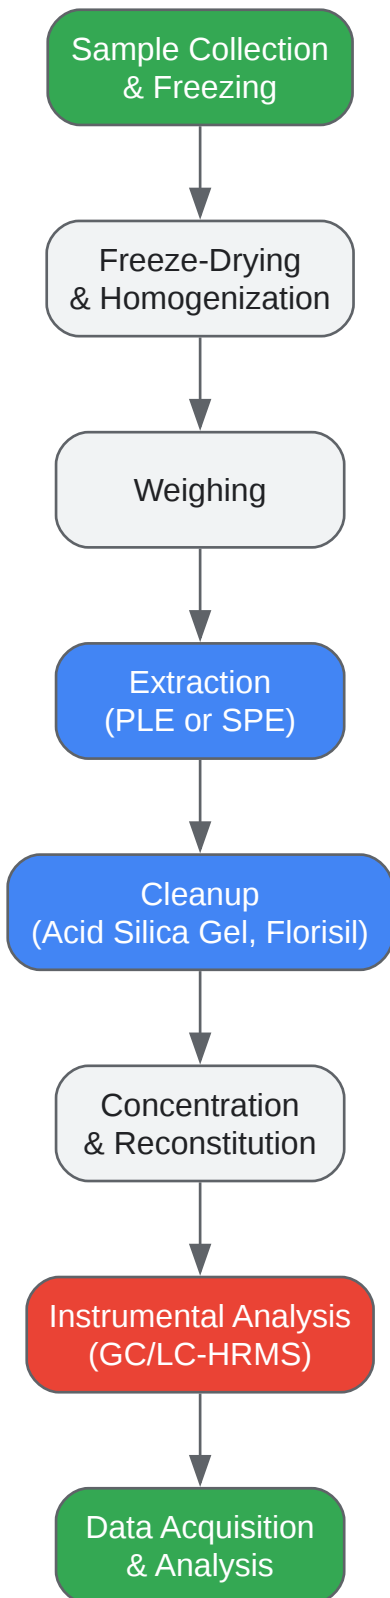 Sample Collection
& Freezing
Freeze-Drying
& Homogenization
Weighing
Extraction
(PLE or SPE)
Cleanup
(Acid Silica Gel, Florisil)
Concentration
& Reconstitution
Instrumental Analysis
(GC/LC-HRMS)
Data Acquisition
& Analysis